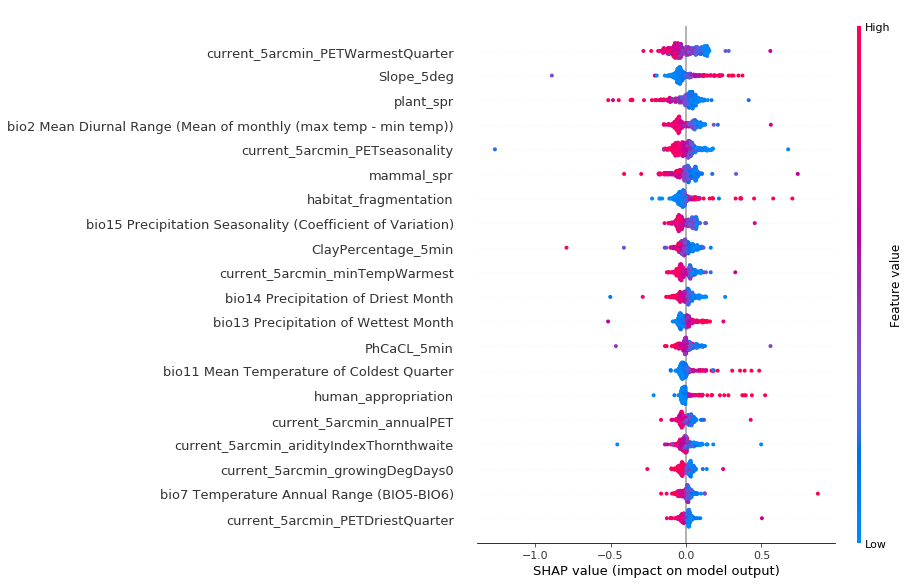 High
current_5arcmin_PETWarmestQuarter
Slope_5deg
plant_spr
bio2 Mean Diurnal Range (Mean of monthly (max temp - min temp))
current_5arcmin_PETseasonality
mammal_spr
habitat_fragmentation
bio15 Precipitation Seasonality (Coefficient of Variation)
ClayPercentage_5min
current_5arcmin_minTempWarmest
bio14 Precipitation of Driest Month
bio13 Precipitation of Wettest Month
PhCaCL_5min
bio11 Mean Temperature of Coldest Quarter
human_appropriation
current_5arcmin_annualPET
current_5arcmin_aridityIndexThornthwaite
current_5arcmin_growingDegDays0
bio7 Temperature Annual Range (BIO5-BIO6)
current_5arcmin_PETDriestQuarter
Feature value
Low
−1.0 −0.5 0.0 0.5
SHAP value (impact on model output)